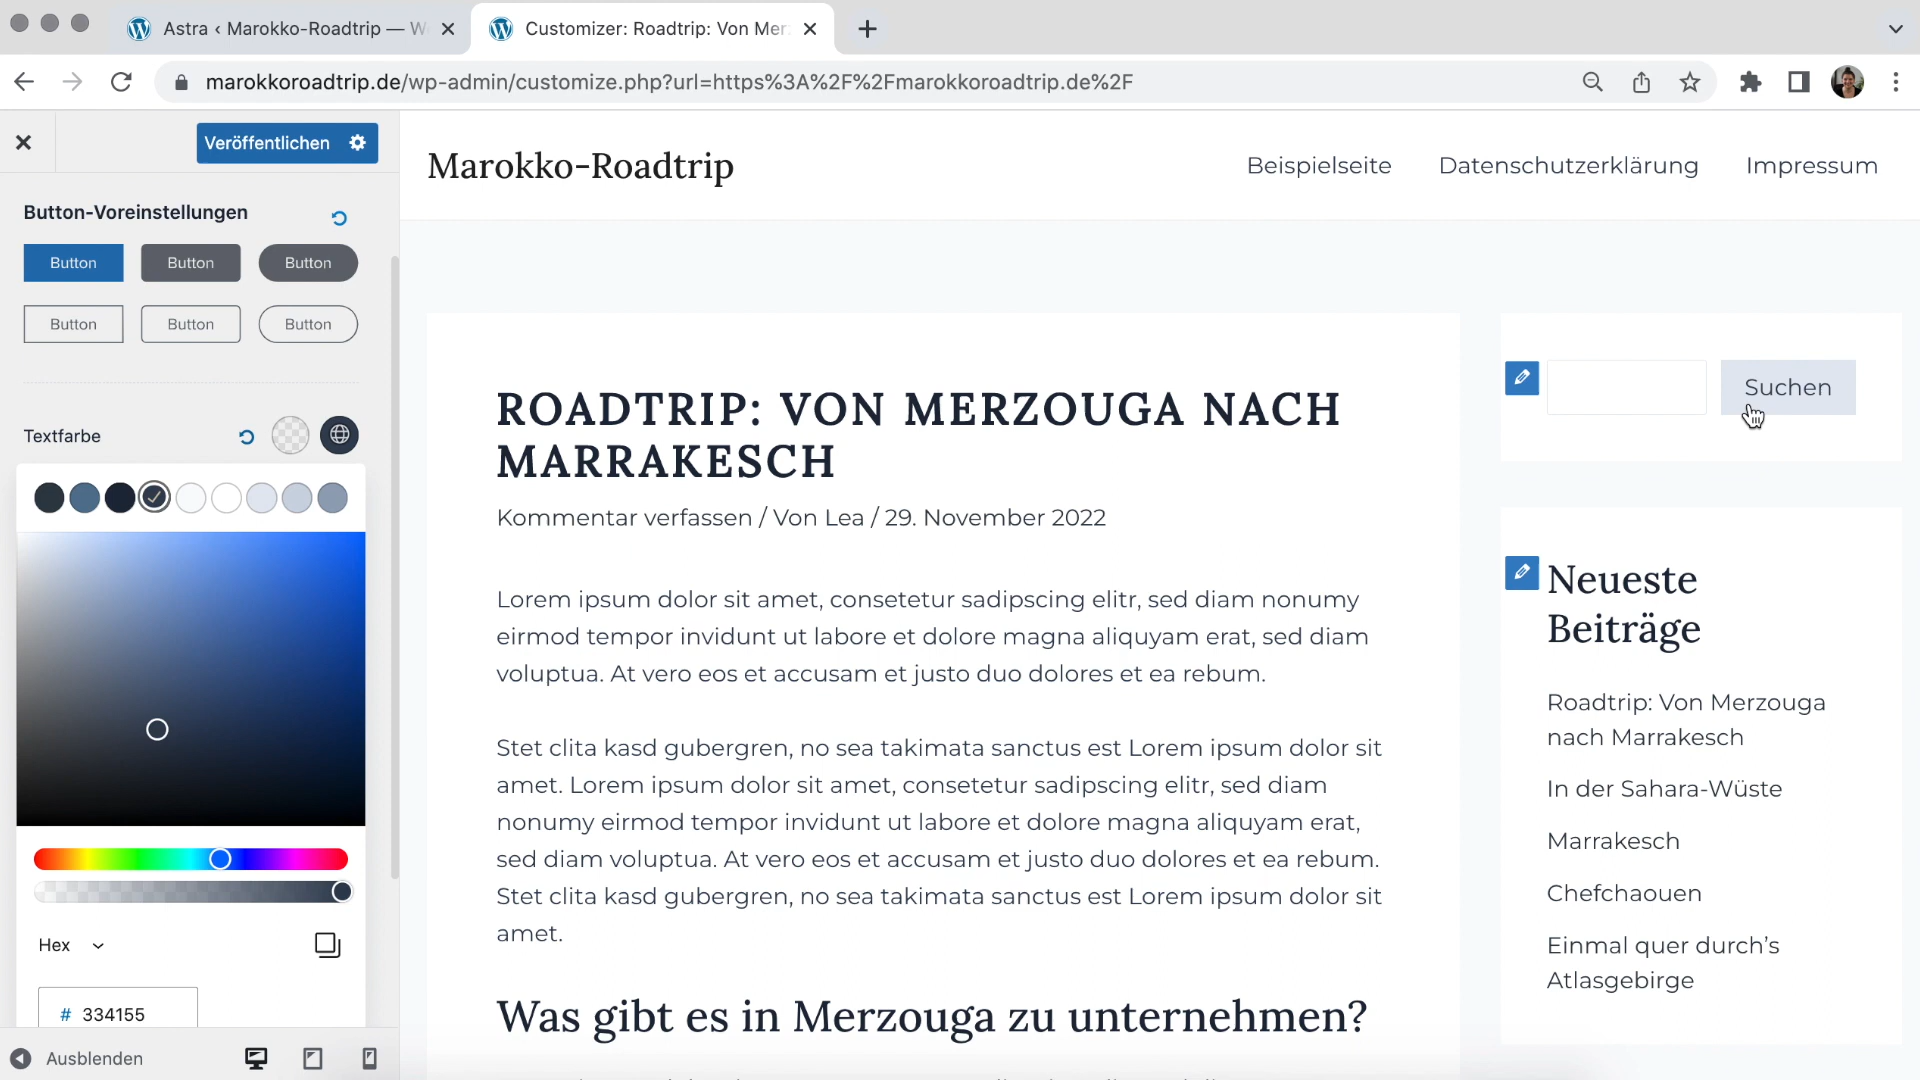 Astra ‹ Marokko-Roadtrip — W
Customizer: Roadtrip: Von Mer
marokkoroadtrip.de/wp-admin/customize.php?url=https%3A%2F%2Fmarokkoroadtrip.de%2F
Veröffentlichen
Button-Voreinstellungen
Button Button Button
Button Button Button
Textfarbe
Hex
# 334155
Ausblenden
Marokko-Roadtrip
Beispielseite Datenschutzerklärung Impressum
ROADTRIP: VON MERZOUGA NACH
MARRAKESCH
Kommentar verfassen / Von Lea / 29. November 2022
Lorem ipsum dolor sit amet, consetetur sadipscing elitr, sed diam nonumy
eirmod tempor invidunt ut labore et dolore magna aliquyam erat, sed diam
voluptua. At vero eos et accusam et justo duo dolores et ea rebum.
Stet clita kasd gubergren, no sea takimata sanctus est Lorem ipsum dolor sit
amet. Lorem ipsum dolor sit amet, consetetur sadipscing elitr, sed diam
nonumy eirmod tempor invidunt ut labore et dolore magna aliquyam erat,
sed diam voluptua. At vero eos et accusam et justo duo dolores et ea rebum.
Stet clita kasd gubergren, no sea takimata sanctus est Lorem ipsum dolor sit
amet.
Was gibt es in Merzouga zu unternehmen?
Suchen
Neueste
Beiträge
Roadtrip: Von Merzouga
nach Marrakesch
In der Sahara-Wüste
Marrakesch
Chefchaouen
Einmal quer durch’s
Atlasgebirge